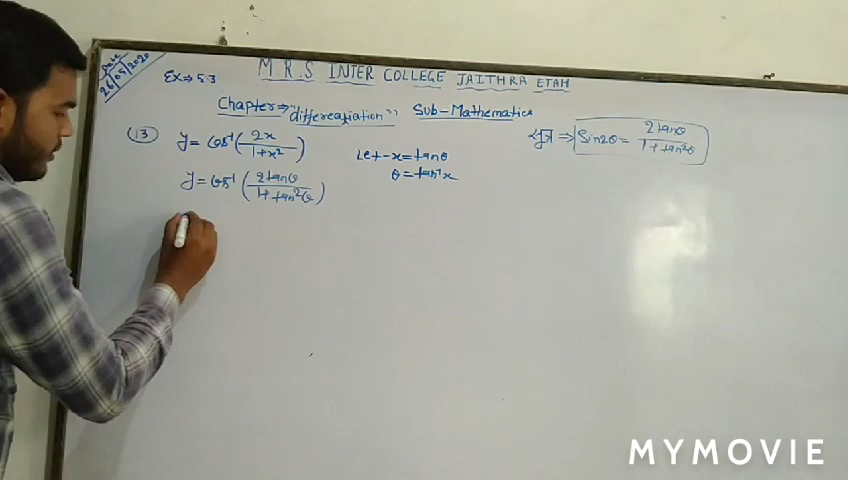 Date
26/05/2020
Ex⇒5.3
M.R.S INTER COLLEGE JAITHRA ETAH
Chapter⇒"differeatiation" Sub-Mathematics
13 y = cos⁻¹(2x/1+x²)
Let-x=tanθ
θ=tan⁻¹x
y = cos⁻¹(2tanθ/1+tan²θ)
सूत्र ⇒ Sin2θ = 2tanθ/1+tan²θ
MYMOVIE